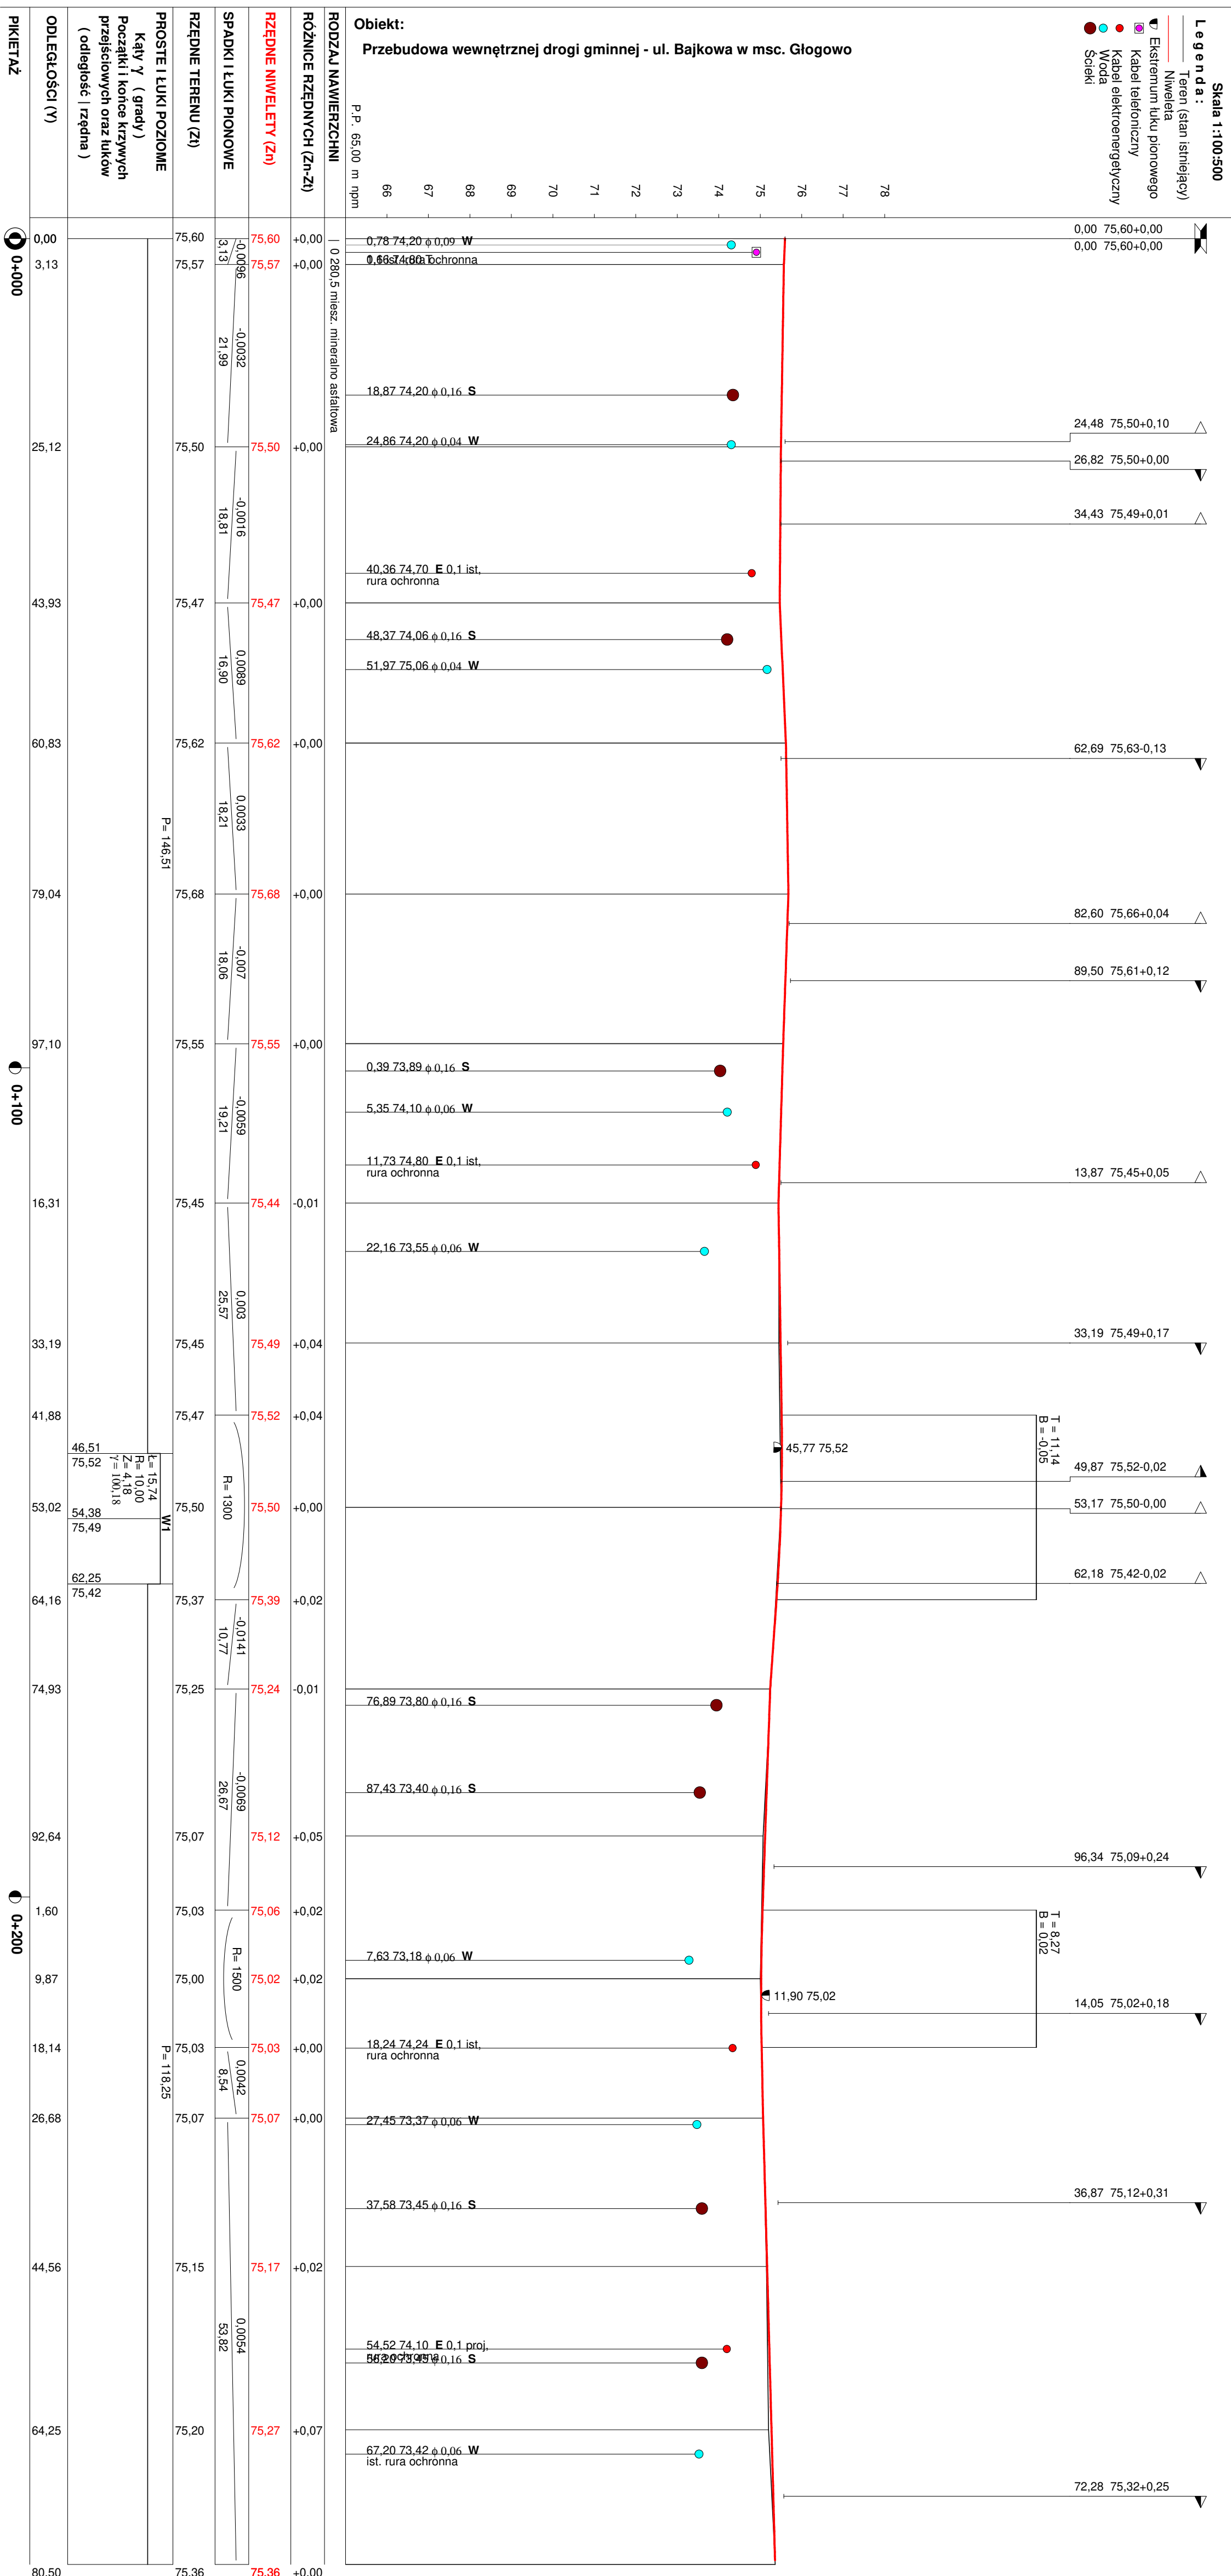 Skala 1:100:500
Legenda:
Teren (stan istniejący)
Niweleta
Ekstremum łuku pionowego
Kabel telefoniczny
Kabel elektroenergetyczny
Woda
Ścieki
Obiekt:
Przebudowa wewnętrznej drogi gminnej - ul. Bajkowa w msc. Głogowo
P.P. 65,00 m npm
66
67
68
69
70
71
72
73
74
75
76
77
78
0,00 75,60+0,00
0,00 75,60+0,00
24,48 75,50+0,10
26,82 75,50+0,00
34,43 75,49+0,01
62,69 75,63-0,13
82,60 75,66+0,04
89,50 75,61+0,12
13,87 75,45+0,05
33,19 75,49+0,17
49,87 75,52-0,02
53,17 75,50-0,00
62,18 75,42-0,02
96,34 75,09+0,24
14,05 75,02+0,18
36,87 75,12+0,31
72,28 75,32+0,25
T = 11,14
B = -0,05
45,77 75,52
T = 8,27
B = 0,02
11,90 75,02
0,78 74,20 ϕ 0,09 W
18,87 74,20 ϕ 0,16 S
24,86 74,20 ϕ 0,04 W
40,36 74,70 E 0,1 ist,
rura ochronna
48,37 74,06 ϕ 0,16 S
51,97 75,06 ϕ 0,04 W
0,39 73,89 ϕ 0,16 S
5,35 74,10 ϕ 0,06 W
11,73 74,80 E 0,1 ist,
rura ochronna
22,16 73,55 ϕ 0,06 W
76,89 73,80 ϕ 0,16 S
87,43 73,40 ϕ 0,16 S
7,63 73,18 ϕ 0,06 W
18,24 74,24 E 0,1 ist,
rura ochronna
27,45 73,37 ϕ 0,06 W
37,58 73,45 ϕ 0,16 S
54,52 74,10 E 0,1 proj,
rura ochronna
56,20 73,45 ϕ 0,16 S
67,20 73,42 ϕ 0,06 W
ist. rura ochronna
RODZAJ NAWIERZCHNI
0 280,5 miesz. mineralno asfaltowa
RÓŻNICE RZĘDNYCH (Zn-Zt)
+0,00
+0,00
+0,00
+0,00
+0,00
+0,00
+0,00
-0,01
+0,04
+0,04
+0,00
+0,02
-0,01
+0,05
+0,02
+0,02
+0,00
+0,00
+0,02
+0,07
+0,00
RZĘDNE NIWELETY (Zn)
75,60
75,57
75,50
75,47
75,62
75,68
75,55
75,44
75,49
75,52
75,50
75,39
75,24
75,12
75,06
75,02
75,03
75,07
75,17
75,27
75,36
SPADKI I ŁUKI PIONOWE
-0,0096
3,13
-0,0032
21,99
-0,0016
18,81
0,0089
16,90
0,0033
18,21
-0,007
18,06
-0,0059
19,21
0,003
25,57
R= 1300
-0,0141
10,77
-0,0069
26,67
R= 1500
0,0042
8,54
0,0054
53,82
RZĘDNE TERENU (Zt)
75,60
75,57
75,50
75,47
75,62
75,68
75,55
75,45
75,45
75,47
75,50
75,37
75,25
75,07
75,03
75,00
75,03
75,07
75,15
75,20
75,36
PROSTE I ŁUKI POZIOME
Kąty γ ( grady )
Początki i końce krzywych
przejściowych oraz łuków
( odległość | rzędna )
P= 146,51
W1
Ł= 15,74
R= 10,00
Z= 4,18
γ = 100,18
46,51
75,52
54,38
75,49
62,25
75,42
P= 118,25
ODLEGŁOŚCI (Y)
0,00
3,13
25,12
43,93
60,83
79,04
97,10
16,31
33,19
41,88
53,02
64,16
74,93
92,64
1,60
9,87
18,14
26,68
44,56
64,25
80,50
PIKIETAŻ
0+000
0+100
0+200